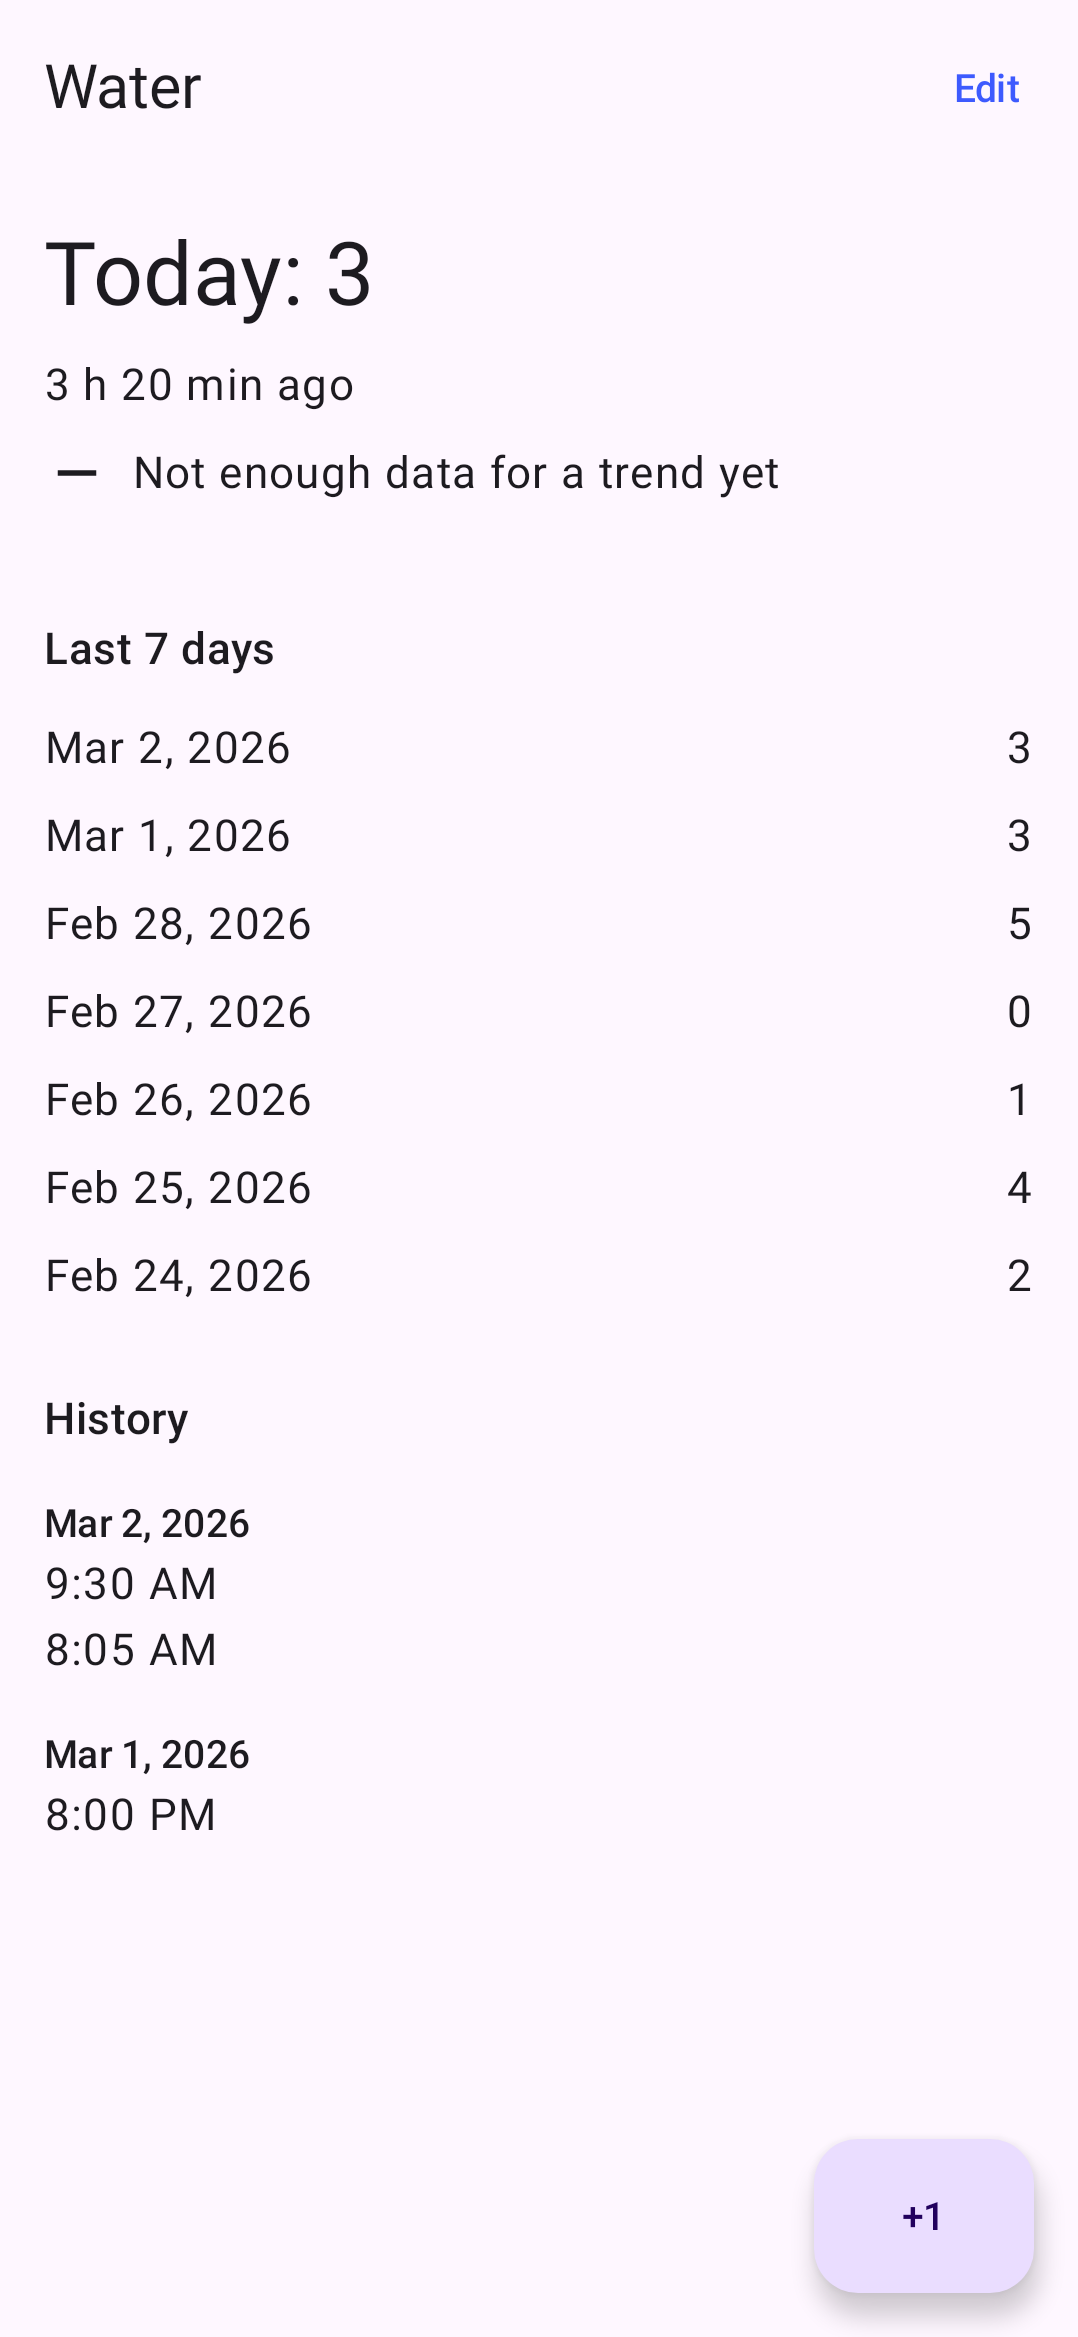 Water
Edit
Today: 3
3 h 20 min ago
Not enough data for a trend yet
Last 7 days
Mar 2, 2026 3
Mar 1, 2026 3
Feb 28, 2026 5
Feb 27, 2026 0
Feb 26, 2026 1
Feb 25, 2026 4
Feb 24, 2026 2
History
Mar 2, 2026
9:30 AM
8:05 AM
Mar 1, 2026
8:00 PM
+1